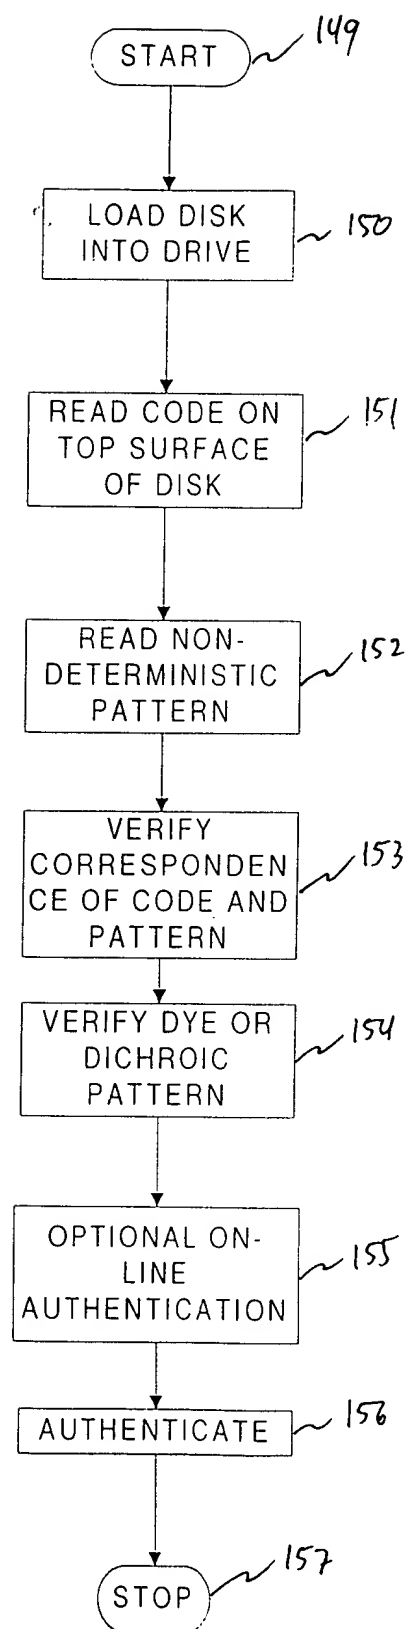 START 149
LOAD DISK
INTO DRIVE 150
READ CODE ON 151
TOP SURFACE
OF DISK
READ NON-
DETERMINISTIC 152
PATTERN
VERIFY
CORRESPONDEN 153
CE OF CODE AND
PATTERN
VERIFY DYE OR 154
DICHROIC
PATTERN
OPTIONAL ON-
LINE 155
AUTHENTICATION
AUTHENTICATE 156
STOP 157